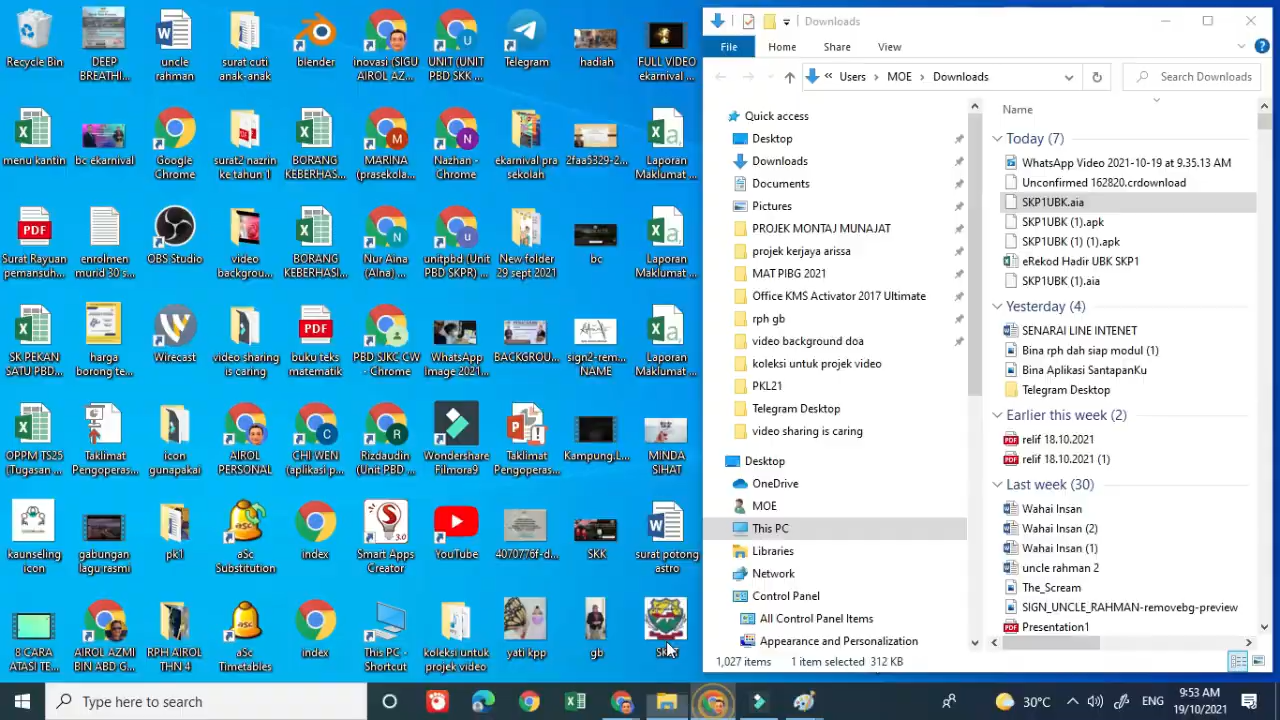 Recycle Bin
DEEP
BREATHI...
uncle
rahman
surat cuti
anak-anak
blender
inovasi (SIGU
AIROL AZ...
UNIT (UNIT
PBD SKK ...
Telegram
hadiah
FULL VIDEO
ekarnival ...
menu kantin
bc ekarnival
Google
Chrome
surat2 nazrin
ke tahun 1
BORANG
KEBERHAS...
MARINA
(prasekola...
Nazhan -
Chrome
ekarnival pra
sekolah
2faa5329-2...
Laporan
Maklumat ...
Surat Rayuan
pemansuh...
enrolmen
murid 30 s...
OBS Studio
video
backgrou...
BORANG
KEBERHAS...
Nur Aina
(Alna) ...
unitpbd (Unit
PBD SKPR) ...
New folder
29 sept 2021
bc
Laporan
Maklumat ...
SK PEKAN
SATU PBD...
harga
borong te...
Wirecast
video sharing
is caring
buku teks
matematik
PBD SJKC CW
- Chrome
WhatsApp
Image 2021...
BACKGROU...
sign2-rem...
NAME
Laporan
Maklumat ...
OPPM TS25
(Tugasan ...
Taklimat
Pengoperas...
icon
gunapakai
AIROL
PERSONAL
CHI WEN
(aplikasi p...
Rizdaudin
(Unit PBD ...
Wondershare
Filmora9
Taklimat
Pengoperas...
Kampung.L...
MINDA
SIHAT
kaunseling
icon
gabungan
lagu rasmi
pk1
aSc
Substitution
index
Smart Apps
Creator
YouTube
4070776f-d...
SKK
surat potong
astro
8 CARA
ATASI TE...
AIROL AZMI
BIN ABD G...
RPH AIROL
THN 4
aSc
Timetables
index
This PC -
Shortcut
koleksi untuk
projek video
yati kpp
gb
Downloads
File Home Share View
« Users › MOE › Downloads
Search Downloads
Quick access
Desktop
Downloads
Documents
Pictures
PROJEK MONTAJ MUNAJAT
projek kerjaya arissa
MAT PIBG 2021
Office KMS Activator 2017 Ultimate
rph gb
video background doa
koleksi untuk projek video
PKL21
Telegram Desktop
video sharing is caring
Desktop
OneDrive
MOE
This PC
Libraries
Network
Control Panel
All Control Panel Items
Appearance and Personalization
Name
Today (7)
WhatsApp Video 2021-10-19 at 9.35.13 AM
Unconfirmed 162820.crdownload
SKP1UBK.aia
SKP1UBK (1).apk
SKP1UBK (1) (1).apk
eRekod Hadir UBK SKP1
SKP1UBK (1).aia
Yesterday (4)
SENARAI LINE INTENET
Bina rph dah siap modul (1)
Bina Aplikasi SantapanKu
Telegram Desktop
Earlier this week (2)
relif 18.10.2021
relif 18.10.2021 (1)
Last week (30)
Wahai Insan
Wahai Insan (2)
Wahai Insan (1)
uncle rahman 2
The_Scream
SIGN_UNCLE_RAHMAN-removebg-preview
Presentation1
1,027 items 1 item selected 312 KB
Type here to search
30°C
ENG
9:53 AM
19/10/2021